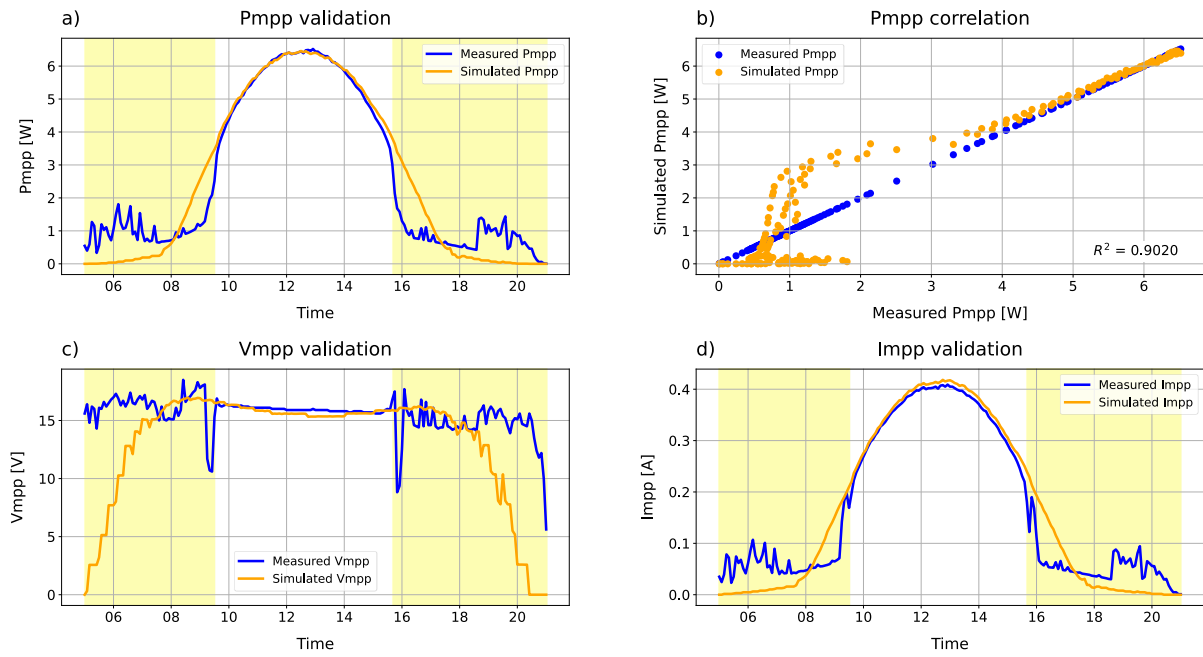 a)
Pmpp validation
Measured Pmpp
Simulated Pmpp
Pmpp [W]
6
5
4
3
2
1
0
06
08
10
12
14
16
18
20
Time
b)
Pmpp correlation
Measured Pmpp
Simulated Pmpp
Simulated Pmpp [W]
6
5
4
3
2
1
0
R² = 0.9020
0
1
2
3
4
5
6
Measured Pmpp [W]
c)
Vmpp validation
Vmpp [V]
15
10
5
0
Measured Vmpp
Simulated Vmpp
06
08
10
12
14
16
18
20
Time
d)
Impp validation
Measured Impp
Simulated Impp
Impp [A]
0.4
0.3
0.2
0.1
0.0
06
08
10
12
14
16
18
20
Time